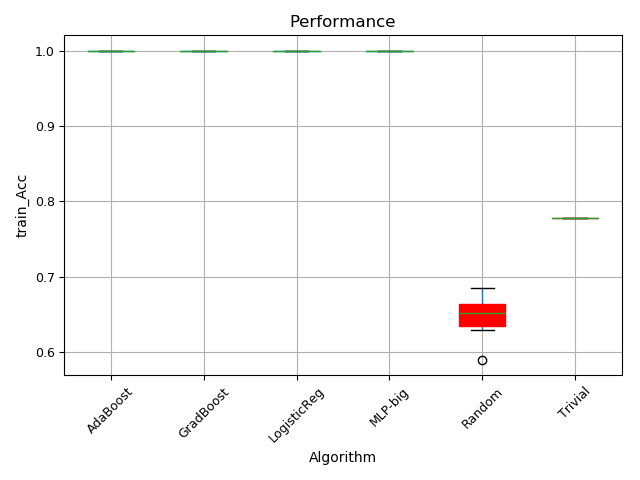 Performance
1.0
0.9
0.8
0.7
0.6
train_Acc
AdaBoost
GradBoost
LogisticReg
MLP-big
Random
Trivial
Algorithm